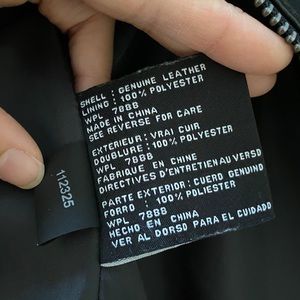 SHELL : GENUINE LEATHER
LINING : 100% POLYESTER
WPL 7888
MADE IN CHINA
SEE REVERSE FOR CARE
EXTERIEUR : VRAI CUIR
DOUBLURE : 100% POLYESTER
WPL 7888
FABRIQUE EN CHINE
DIRECTIVES D'ENTRETIEN AU VERSO
PARTE EXTERIOR : CUERO GENUINO
FORRO : 100% POLIESTER
WPL 7888
HECHO EN CHINA
VER AL DORSO PARA EL CUIDADO
112325